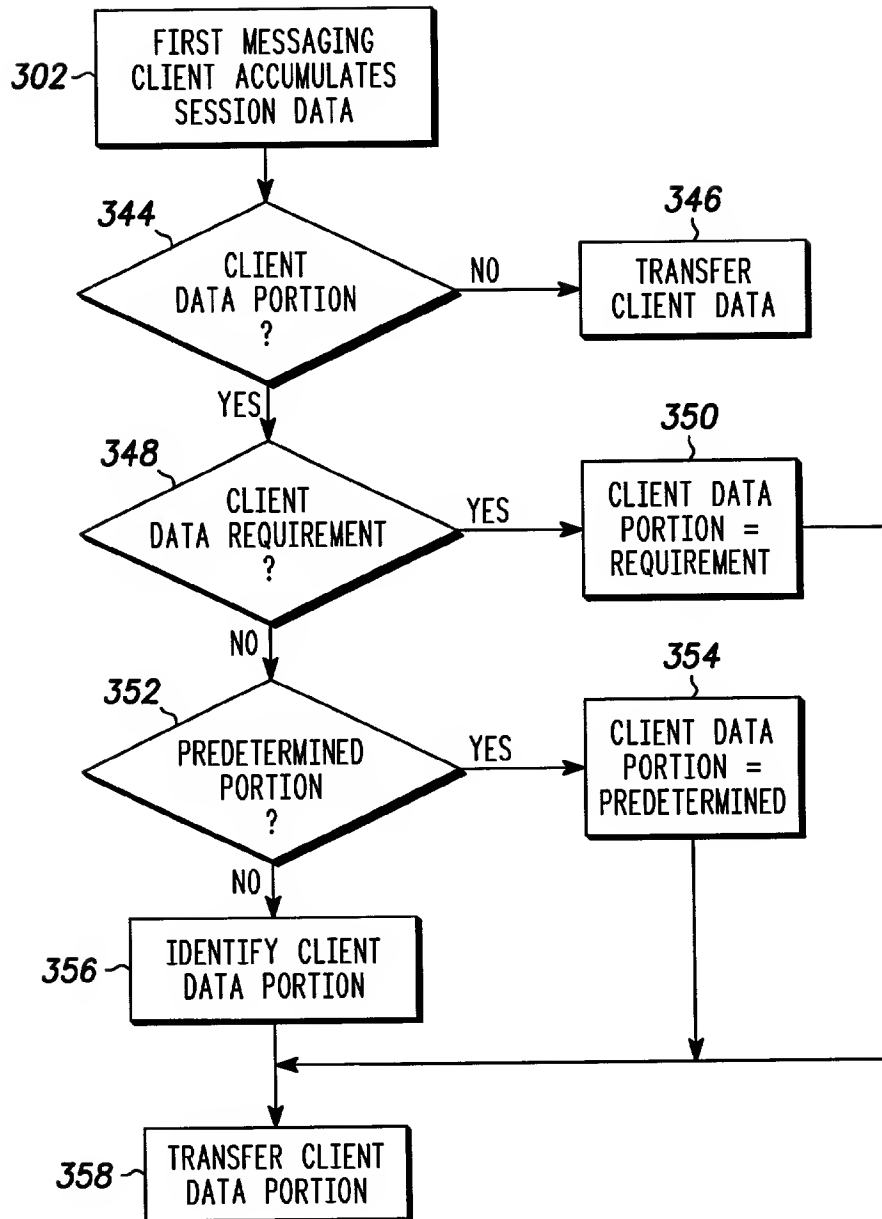 302
FIRST MESSAGING
CLIENT ACCUMULATES
SESSION DATA
344
CLIENT
DATA PORTION
?
NO
346
TRANSFER
CLIENT DATA
YES
348
CLIENT
DATA REQUIREMENT
?
YES
350
CLIENT DATA
PORTION =
REQUIREMENT
NO
352
PREDETERMINED
PORTION
?
YES
354
CLIENT DATA
PORTION =
PREDETERMINED
NO
356
IDENTIFY CLIENT
DATA PORTION
358
TRANSFER CLIENT
DATA PORTION